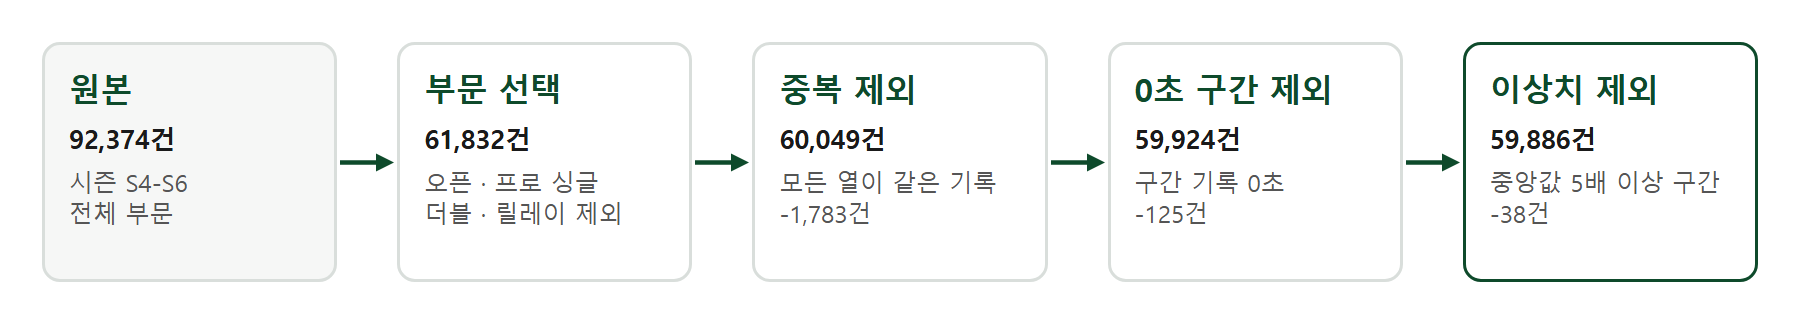 원본
92,374건
시즌 S4-S6
전체 부문
부문 선택
61,832건
오픈 · 프로 싱글
더블 · 릴레이 제외
중복 제외
60,049건
모든 열이 같은 기록
-1,783건
0초 구간 제외
59,924건
구간 기록 0초
-125건
이상치 제외
59,886건
중앙값 5배 이상 구간
-38건